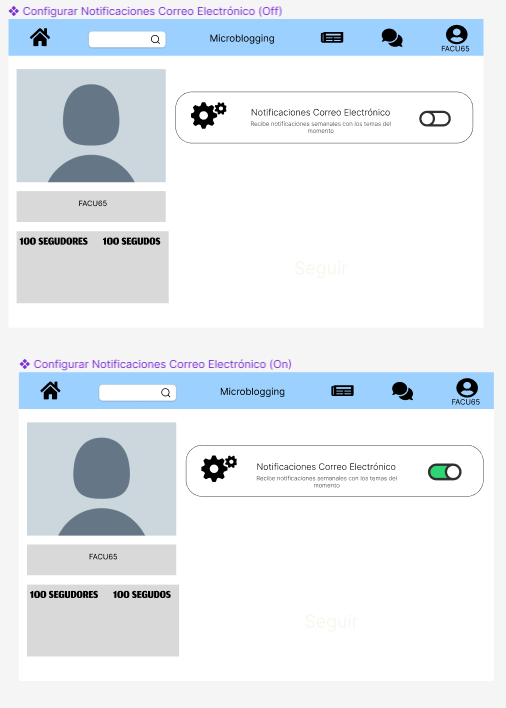 Configurar Notificaciones Correo Electrónico (Off)
Microblogging
FACU65
Notificaciones Correo Electrónico
Recibe notificaciones semanales con los temas del
momento
FACU65
100 SEGUDORES 100 SEGUDOS
Seguir
Configurar Notificaciones Correo Electrónico (On)
Microblogging
FACU65
Notificaciones Correo Electrónico
Recibe notificaciones semanales con los temas del
momento
FACU65
100 SEGUDORES 100 SEGUDOS
Seguir